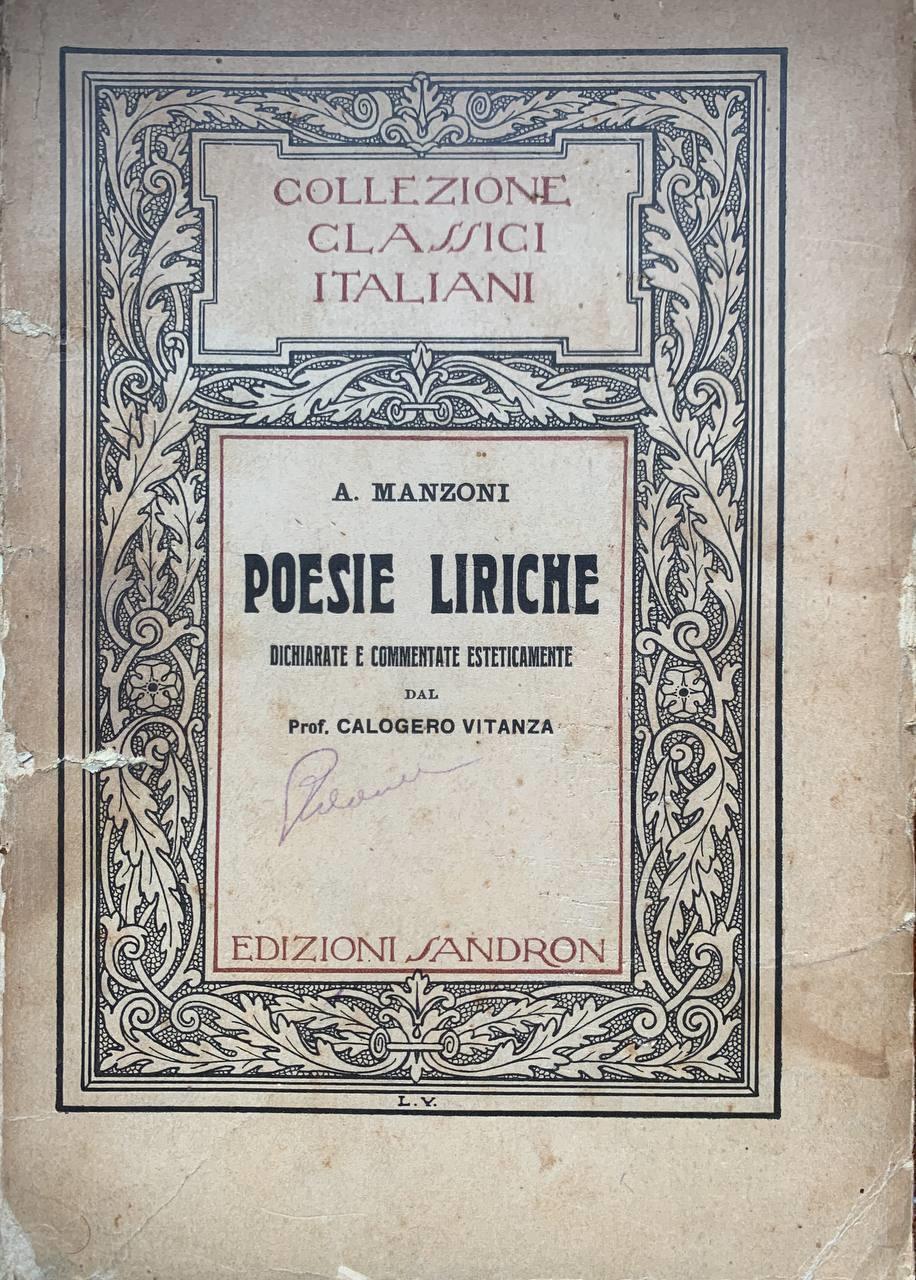 COLLEZIONE
CLASSICI
ITALIANI
A. MANZONI
POESIE LIRICHE
DICHIARATE E COMMENTATE ESTETICAMENTE
DAL
Prof. CALOGERO VITANZA
EDIZIONI SANDRON
L.V.